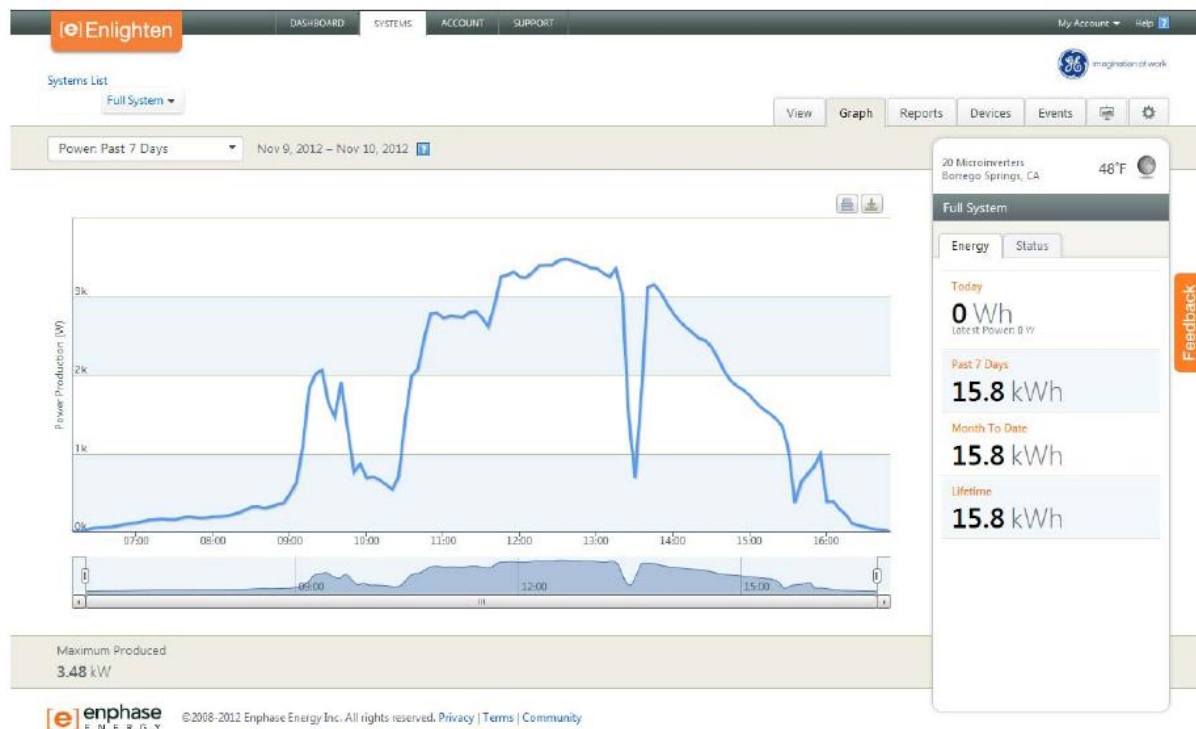 [e] Enlighten
DASHBOARD SYSTEMS ACCOUNT SUPPORT
My Account Help ?
GE imagination at work
Systems List
Full System
View Graph Reports Devices Events
Power: Past 7 Days Nov 9, 2012 – Nov 10, 2012 ?
20 Microinverters
Borrego Springs, CA
48°F
Full System
Energy Status
Today
0 Wh
Latest Power: 0 W
Past 7 Days
15.8 kWh
Month To Date
15.8 kWh
Lifetime
15.8 kWh
Feedback
Power Production (W)
3k
2k
1k
0k
07:00 08:00 09:00 10:00 11:00 12:00 13:00 14:00 15:00 16:00
09:00 12:00 15:00
Maximum Produced
3.48 kW
[e] enphase
ENERGY
©2008-2012 Enphase Energy Inc. All rights reserved. Privacy | Terms | Community